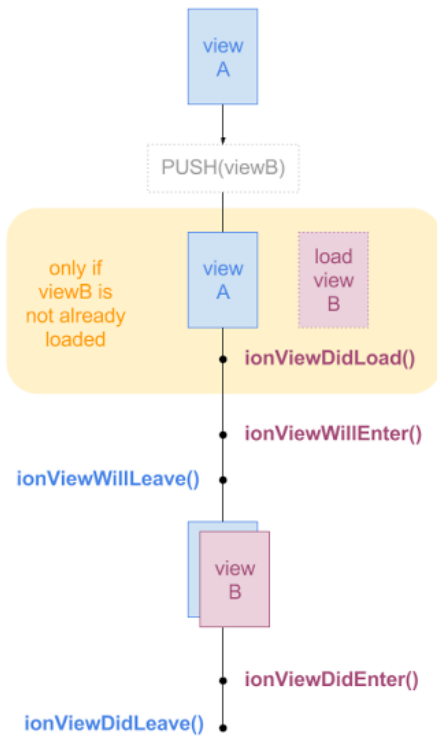 view
A
PUSH(viewB)
only if
viewB is
not already
loaded
view
A
load
view
B
ionViewDidLoad()
ionViewWillEnter()
ionViewWillLeave()
view
B
ionViewDidEnter()
ionViewDidLeave()